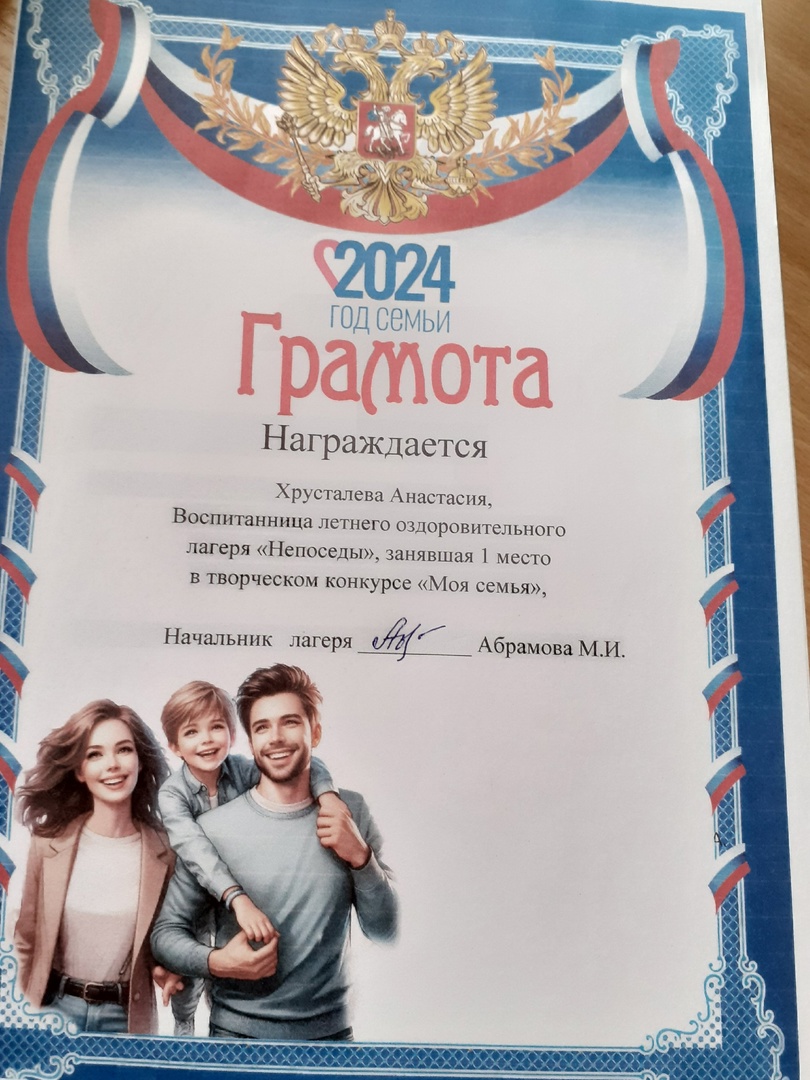 2024
ГОД СЕМЬИ
Грамота
Награждается
Хрусталева Анастасия,
Воспитанница летнего оздоровительного
лагеря «Непоседы», занявшая 1 место
в творческом конкурсе «Моя семья»,
Начальник лагеря __________ Абрамова М.И.